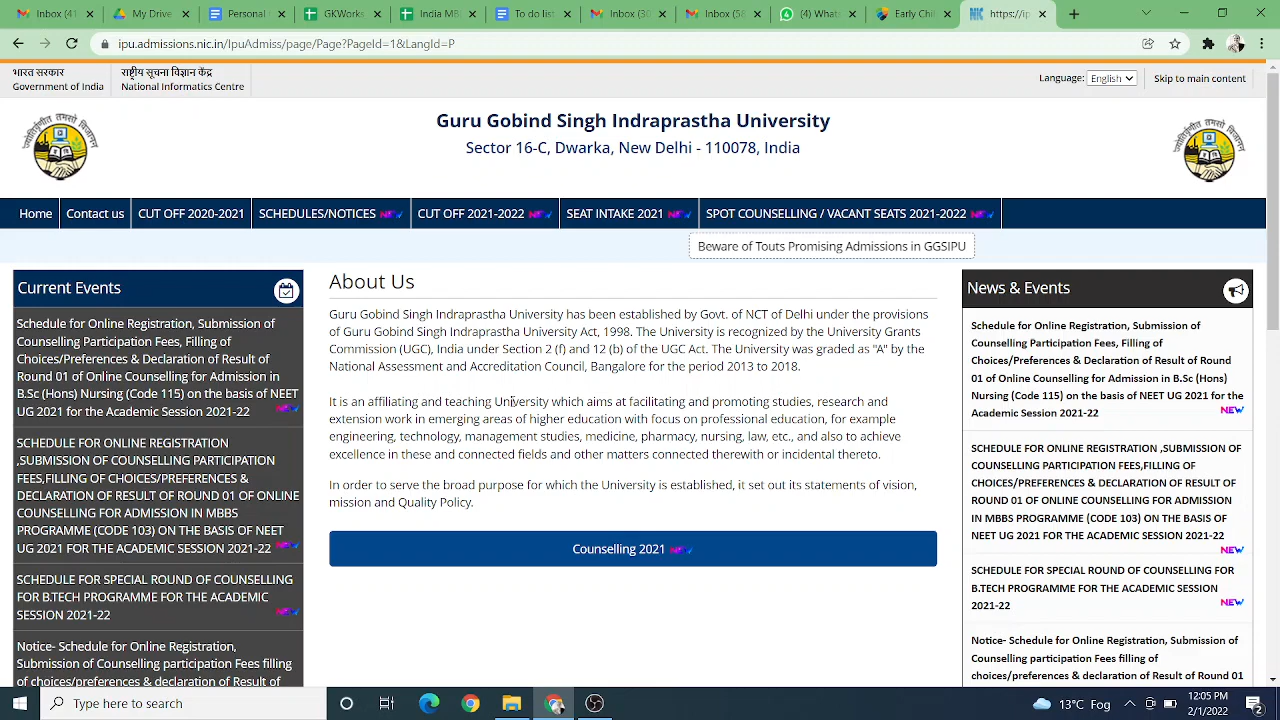 Inbox (41
My Drive
Personal
GKWorks
India MB
To do list
Inbox (30
Inbox (58
(4) Whats
Early Chi
https://ip
ipu.admissions.nic.in/IpuAdmiss/page/Page?PageId=1&LangId=P
भारत सरकार
Government of India
राष्ट्रीय सूचना विज्ञान केंद्र
National Informatics Centre
Language: English
Skip to main content
Guru Gobind Singh Indraprastha University
Sector 16-C, Dwarka, New Delhi - 110078, India
Home
Contact us
CUT OFF 2020-2021
SCHEDULES/NOTICES NEW
CUT OFF 2021-2022 NEW
SEAT INTAKE 2021 NEW
SPOT COUNSELLING / VACANT SEATS 2021-2022 NEW
Beware of Touts Promising Admissions in GGSIPU
Current Events
Schedule for Online Registration, Submission of
Counselling Participation Fees, Filling of
Choices/Preferences & Declaration of Result of
Round 01 of Online Counselling for Admission in
B.Sc (Hons) Nursing (Code 115) on the basis of NEET
UG 2021 for the Academic Session 2021-22 NEW
SCHEDULE FOR ONLINE REGISTRATION
,SUBMISSION OF COUNSELLING PARTICIPATION
FEES,FILLING OF CHOICES/PREFERENCES &
DECLARATION OF RESULT OF ROUND 01 OF ONLINE
COUNSELLING FOR ADMISSION IN MBBS
PROGRAMME (CODE 103) ON THE BASIS OF NEET
UG 2021 FOR THE ACADEMIC SESSION 2021-22 NEW
SCHEDULE FOR SPECIAL ROUND OF COUNSELLING
FOR B.TECH PROGRAMME FOR THE ACADEMIC
SESSION 2021-22 NEW
Notice- Schedule for Online Registration,
Submission of Counselling participation Fees filling
of choices/preferences & declaration of Result of
About Us
Guru Gobind Singh Indraprastha University has been established by Govt. of NCT of Delhi under the provisions
of Guru Gobind Singh Indraprastha University Act, 1998. The University is recognized by the University Grants
Commission (UGC), India under Section 2 (f) and 12 (b) of the UGC Act. The University was graded as "A" by the
National Assessment and Accreditation Council, Bangalore for the period 2013 to 2018.
It is an affiliating and teaching University which aims at facilitating and promoting studies, research and
extension work in emerging areas of higher education with focus on professional education, for example
engineering, technology, management studies, medicine, pharmacy, nursing, law, etc., and also to achieve
excellence in these and connected fields and other matters connected therewith or incidental thereto.
In order to serve the broad purpose for which the University is established, it set out its statements of vision,
mission and Quality Policy.
Counselling 2021 NEW
News & Events
Schedule for Online Registration, Submission of
Counselling Participation Fees, Filling of
Choices/Preferences & Declaration of Result of Round
01 of Online Counselling for Admission in B.Sc (Hons)
Nursing (Code 115) on the basis of NEET UG 2021 for the
Academic Session 2021-22 NEW
SCHEDULE FOR ONLINE REGISTRATION ,SUBMISSION OF
COUNSELLING PARTICIPATION FEES,FILLING OF
CHOICES/PREFERENCES & DECLARATION OF RESULT OF
ROUND 01 OF ONLINE COUNSELLING FOR ADMISSION IN
MBBS PROGRAMME (CODE 103) ON THE BASIS OF
NEET UG 2021 FOR THE ACADEMIC SESSION 2021-22 NEW
SCHEDULE FOR SPECIAL ROUND OF COUNSELLING FOR
B.TECH PROGRAMME FOR THE ACADEMIC SESSION
2021-22 NEW
Notice- Schedule for Online Registration, Submission of
Counselling participation Fees filling of
choices/preferences & declaration of Result of Round 01
Type here to search
13°C Fog
12:05 PM
2/1/2022
2